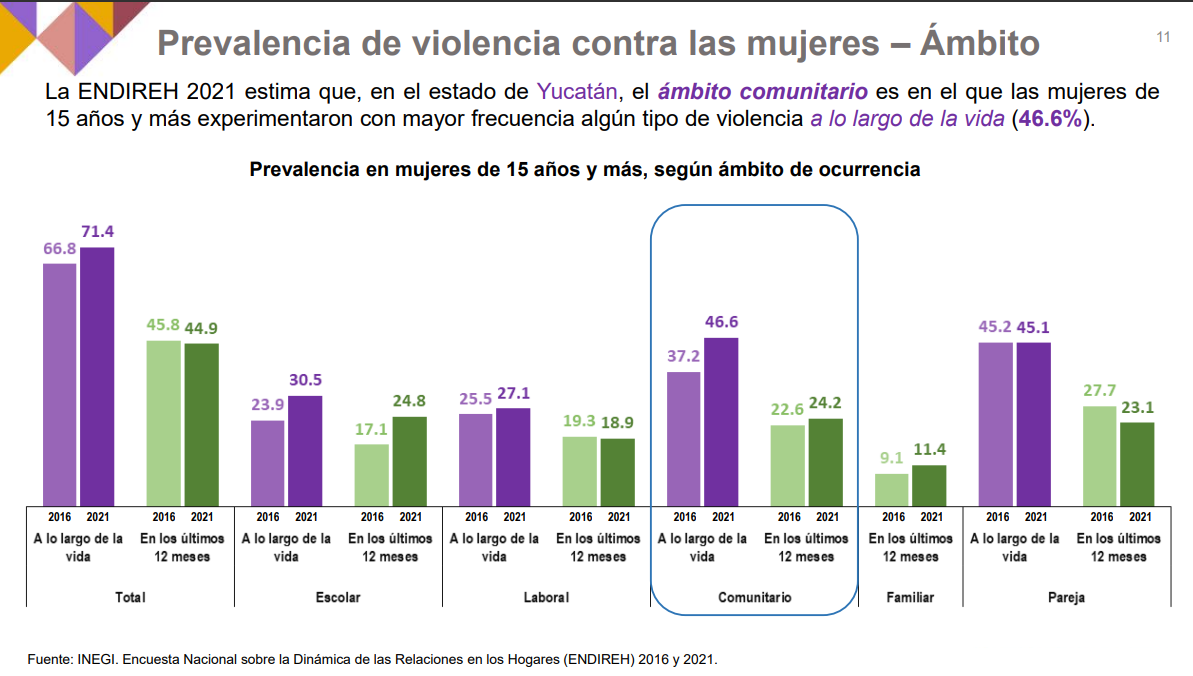 Prevalencia de violencia contra las mujeres – Ámbito
11
La ENDIREH 2021 estima que, en el estado de Yucatán, el ámbito comunitario es en el que las mujeres de
15 años y más experimentaron con mayor frecuencia algún tipo de violencia a lo largo de la vida (46.6%).
Prevalencia en mujeres de 15 años y más, según ámbito de ocurrencia
66.8 71.4 45.8 44.9 23.9 30.5 17.1 24.8 25.5 27.1 19.3 18.9 37.2 46.6 22.6 24.2 9.1 11.4 45.2 45.1 27.7 23.1
2016 2021 2016 2021 2016 2021 2016 2021 2016 2021 2016 2021 2016 2021 2016 2021 2016 2021 2016 2021 2016 2021
A lo largo de la En los últimos A lo largo de la En los últimos A lo largo de la En los últimos A lo largo de la En los últimos En los últimos A lo largo de la En los últimos
vida 12 meses vida 12 meses vida 12 meses vida 12 meses 12 meses vida 12 meses
Total Escolar Laboral Comunitario Familiar Pareja
Fuente: INEGI. Encuesta Nacional sobre la Dinámica de las Relaciones en los Hogares (ENDIREH) 2016 y 2021.